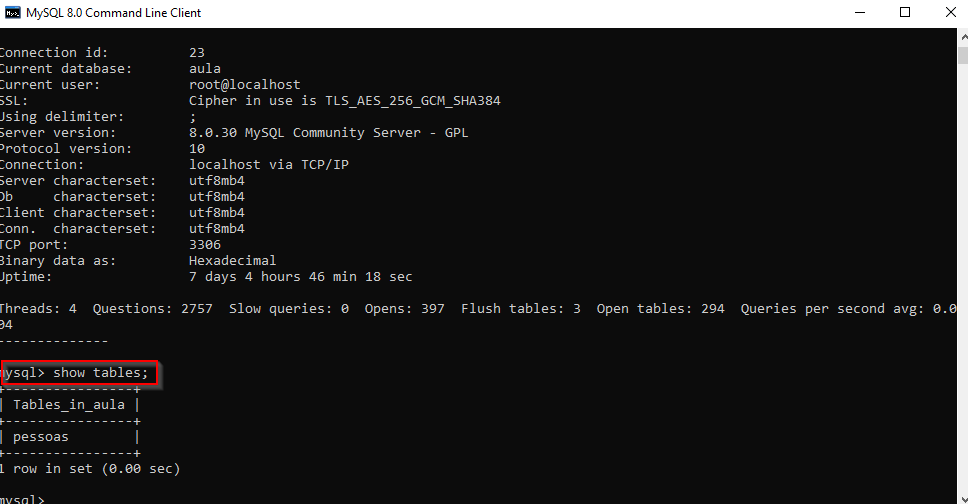 MySQL 8.0 Command Line Client
Connection id:          23
Current database:       aula
Current user:           root@localhost
SSL:                    Cipher in use is TLS_AES_256_GCM_SHA384
Using delimiter:        ;
Server version:         8.0.30 MySQL Community Server - GPL
Protocol version:       10
Connection:             localhost via TCP/IP
Server characterset:    utf8mb4
Db     characterset:    utf8mb4
Client characterset:    utf8mb4
Conn.  characterset:    utf8mb4
TCP port:               3306
Binary data as:         Hexadecimal
Uptime:                 7 days 4 hours 46 min 18 sec
Threads: 4  Questions: 2757  Slow queries: 0  Opens: 397  Flush tables: 3  Open tables: 294  Queries per second avg: 0.0
04
--------------
mysql> show tables;
+----------------+
| Tables_in_aula |
+----------------+
| pessoas        |
+----------------+
1 row in set (0.00 sec)
mysql>